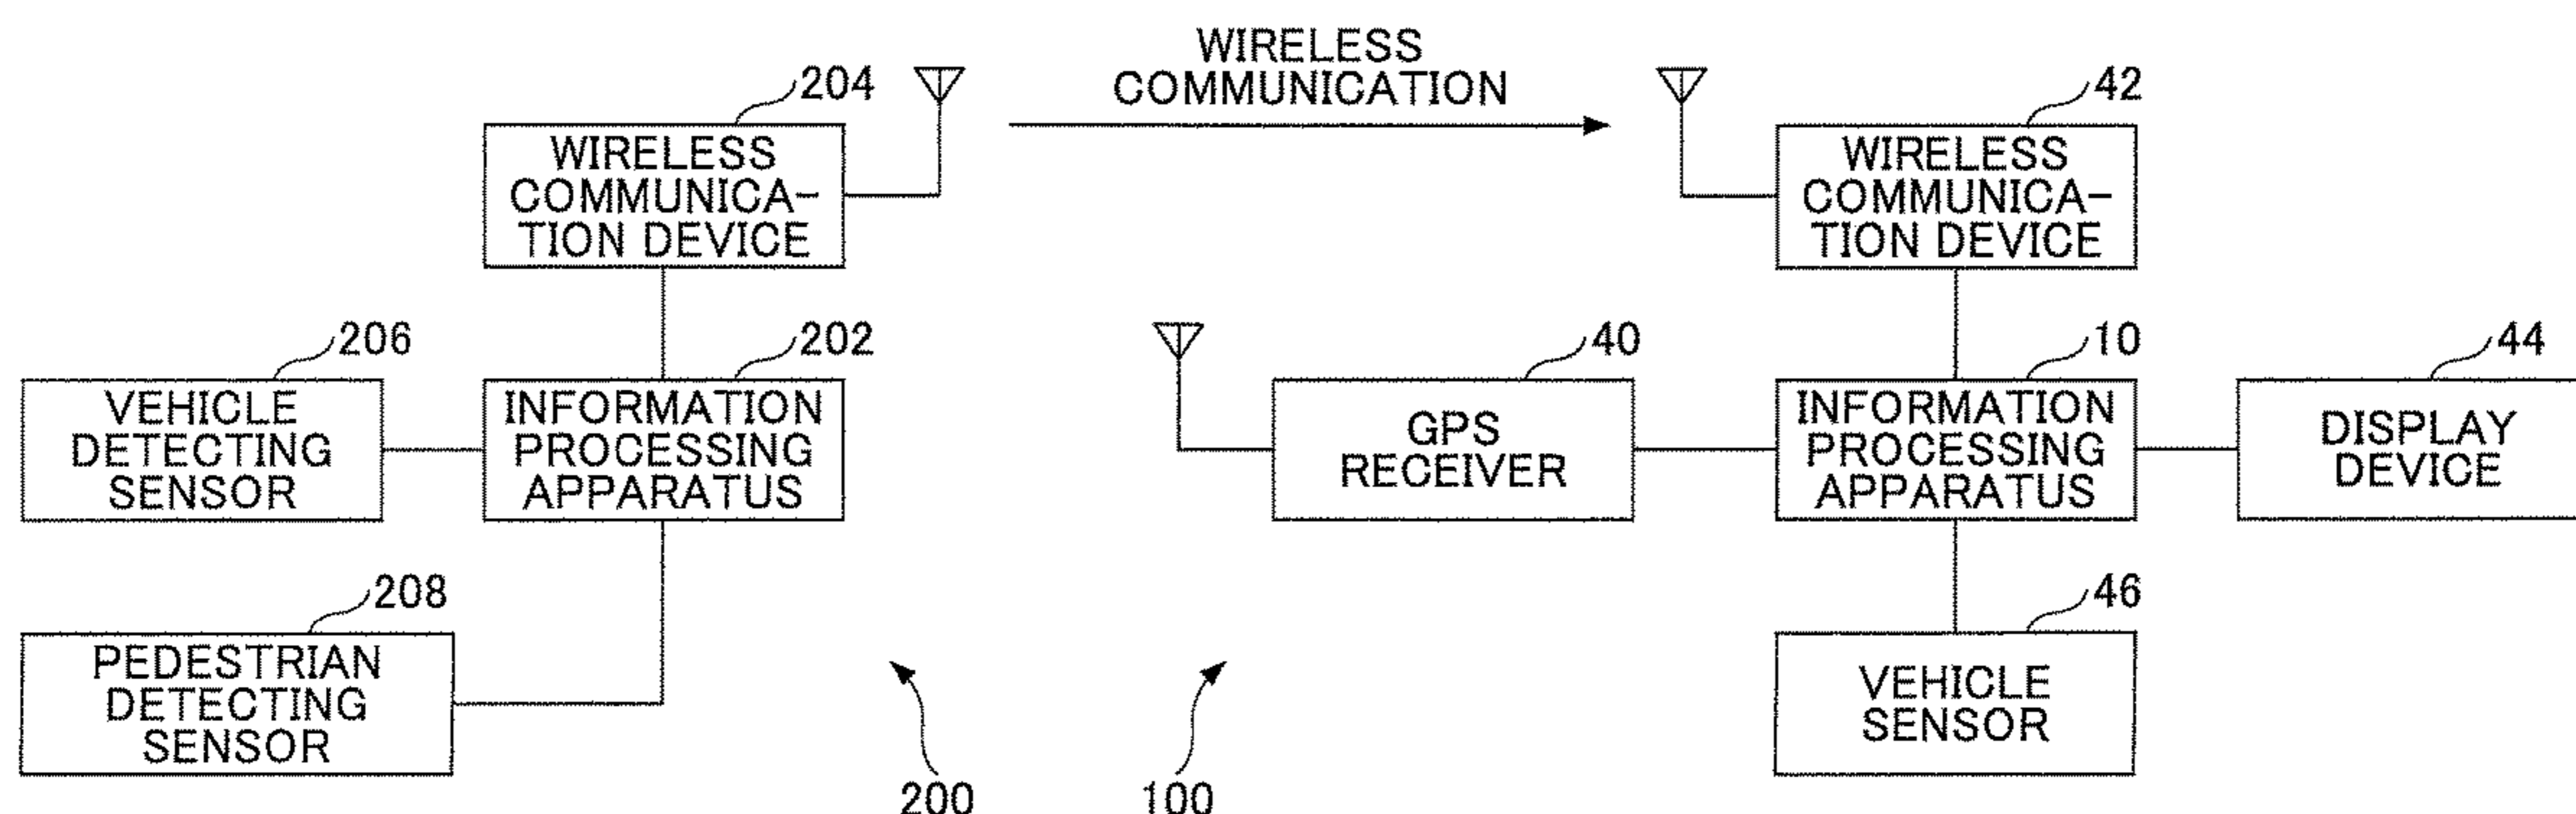 WIRELESS
COMMUNICATION
204
42
WIRELESS
COMMUNICA-
TION DEVICE
WIRELESS
COMMUNICA-
TION DEVICE
206
202
40
10
44
VEHICLE
DETECTING
SENSOR
INFORMATION
PROCESSING
APPARATUS
GPS
RECEIVER
INFORMATION
PROCESSING
APPARATUS
DISPLAY
DEVICE
208
46
PEDESTRIAN
DETECTING
SENSOR
VEHICLE
SENSOR
200
100